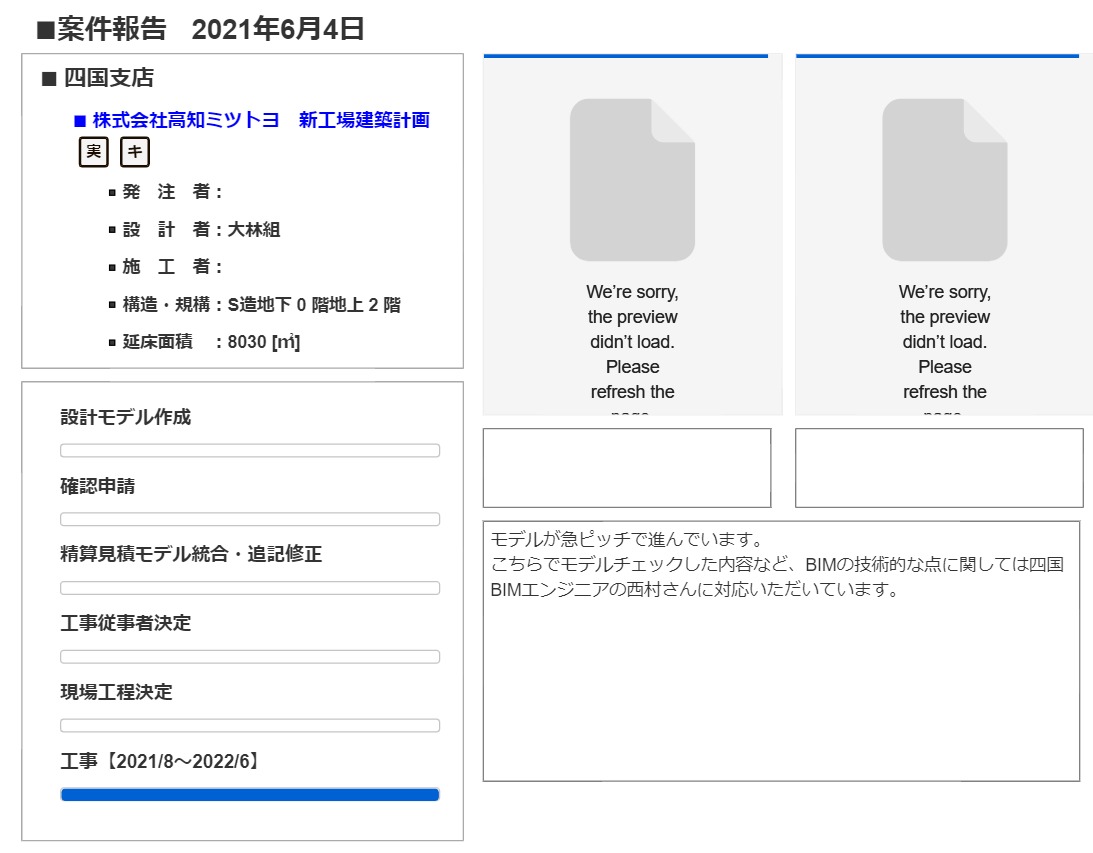 ■案件報告　2021年6月4日
■ 四国支店
■ 株式会社高知ミツトヨ　新工場建築計画
実 キ
▪ 発　注　者：
▪ 設　計　者：大林組
▪ 施　工　者：
▪ 構造・規構：S造地下 0 階地上 2 階
▪ 延床面積　：8030 [㎡]
設計モデル作成
確認申請
精算見積モデル統合・追記修正
工事従事者決定
現場工程決定
工事【2021/8～2022/6】
We’re sorry,
the preview
didn’t load.
Please
refresh the
page.
We’re sorry,
the preview
didn’t load.
Please
refresh the
page.
モデルが急ピッチで進んでいます。
こちらでモデルチェックした内容など、BIMの技術的な点に関しては四国
BIMエンジニアの西村さんに対応いただいています。